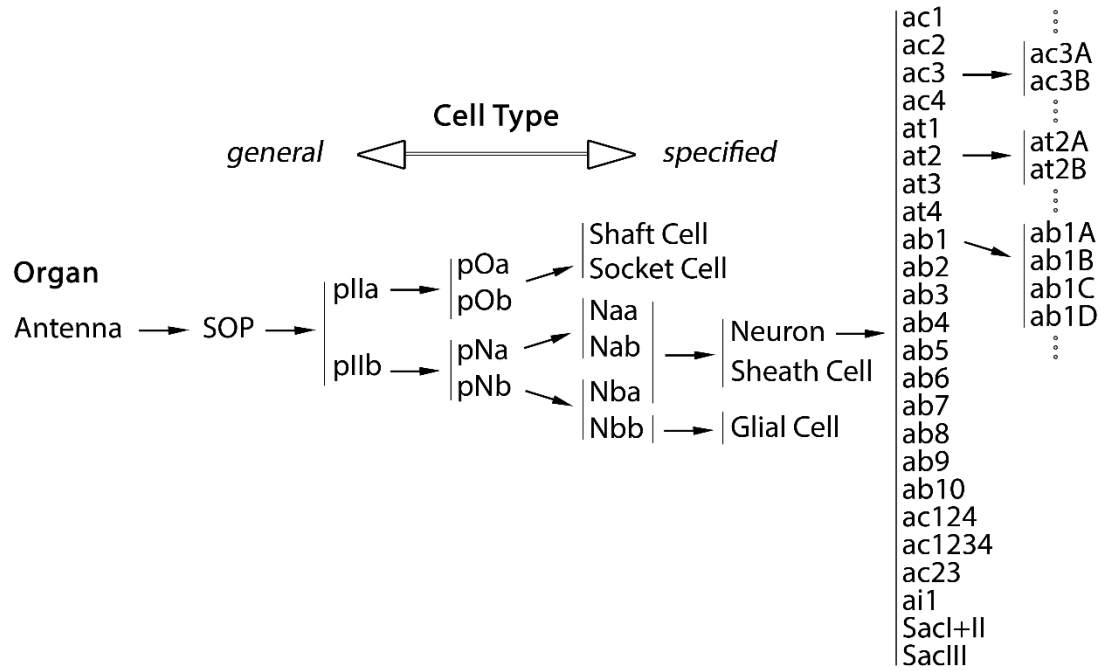 Cell Type
general
specified
Organ
Antenna
SOP
pIIa
pIIb
pOa
pOb
pNa
pNb
Shaft Cell
Socket Cell
Naa
Nab
Nba
Nbb
Neuron
Sheath Cell
Glial Cell
ac1
ac2
ac3
ac4
at1
at2
at3
at4
ab1
ab2
ab3
ab4
ab5
ab6
ab7
ab8
ab9
ab10
ac124
ac1234
ac23
ai1
SacI+II
SacIII
ac3A
ac3B
at2A
at2B
ab1A
ab1B
ab1C
ab1D